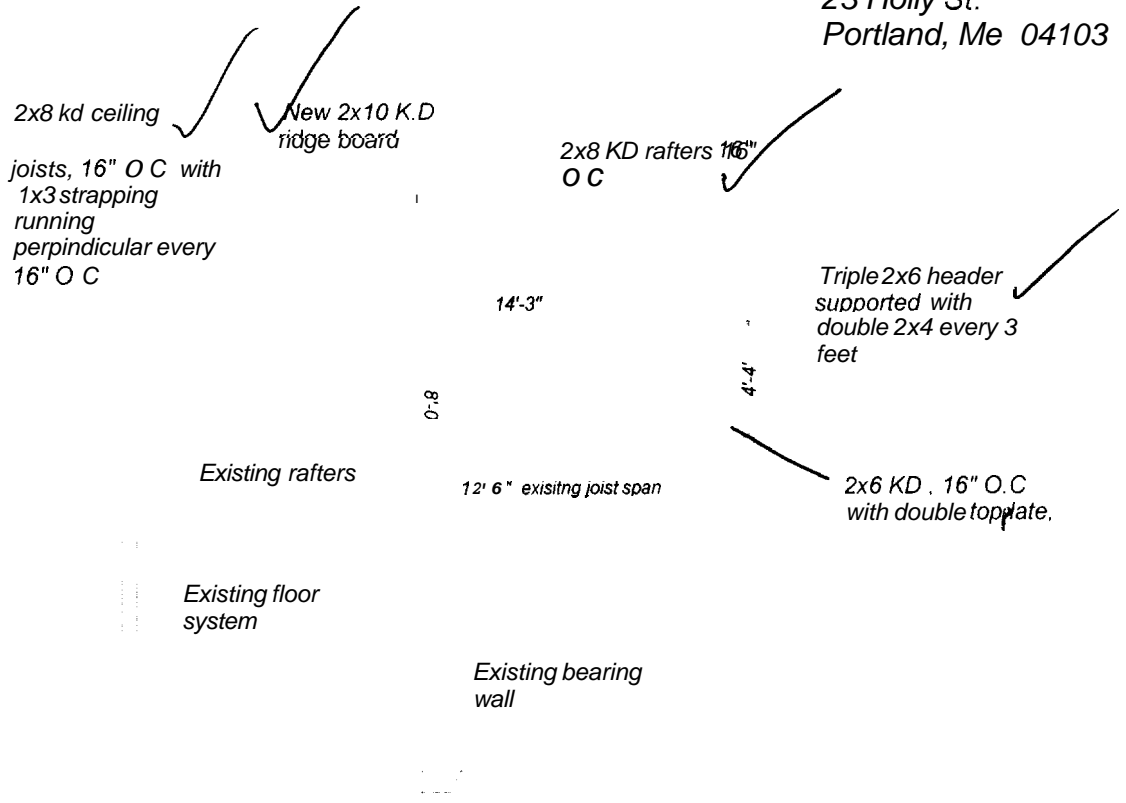 23 Holly St.
Portland, Me 04103
2x8 kd ceiling
joists, 16" O C with
1x3 strapping
running
perpindicular every
16" O C
New 2x10 K.D
ridge board
2x8 KD rafters 16"
O C
14'-3"
Triple 2x6 header
supported with
double 2x4 every 3
feet
8'-0
4'-4'
Existing rafters
12' 6" exisitng joist span
2x6 KD , 16" O.C
with double topplate,
Existing floor
system
Existing bearing
wall